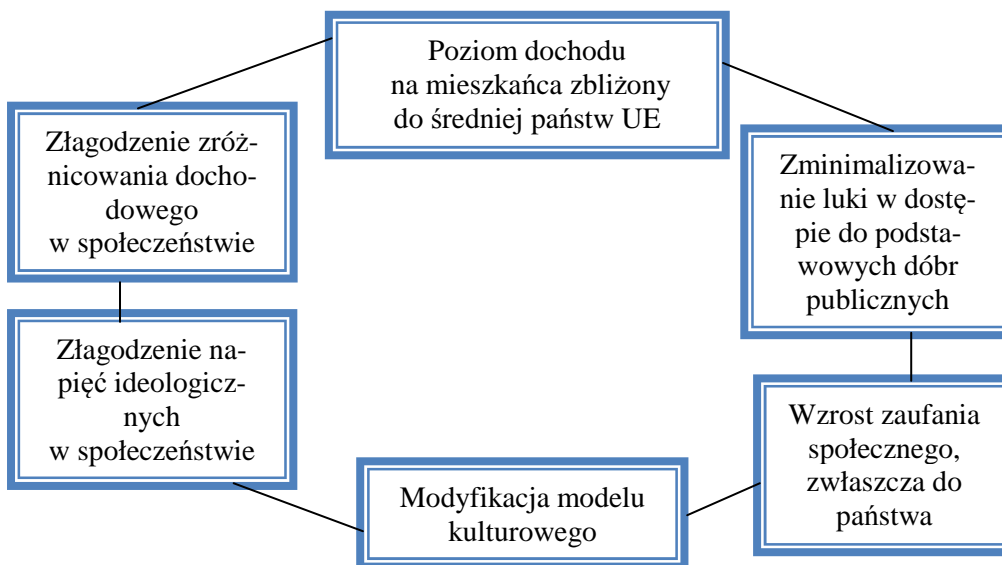 Poziom dochodu
na mieszkańca zbliżony
do średniej państw UE
Złagodzenie zróż-
nicowania docho-
dowego
w społeczeństwie
Zminimalizowa-
nie luki w dostę-
pie do podsta-
wowych dóbr
publicznych
Złagodzenie na-
pięć ideologicz-
nych
w społeczeństwie
Wzrost zaufania
społecznego,
zwłaszcza do
państwa
Modyfikacja modelu
kulturowego